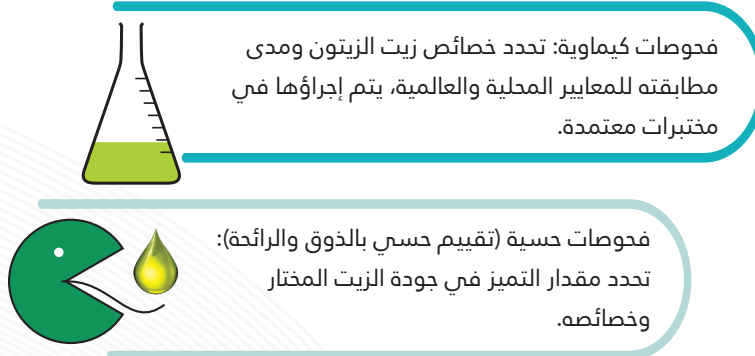 فحوصات كيماوية: تحدد خصائص زيت الزيتون ومدى
مطابقته للمعايير المحلية والعالمية، يتم إجراؤها في
مختبرات معتمدة.
فحوصات حسية (تقييم حسي بالذوق والرائحة):
تحدد مقدار التميز في جودة الزيت المختار
وخصائصه.